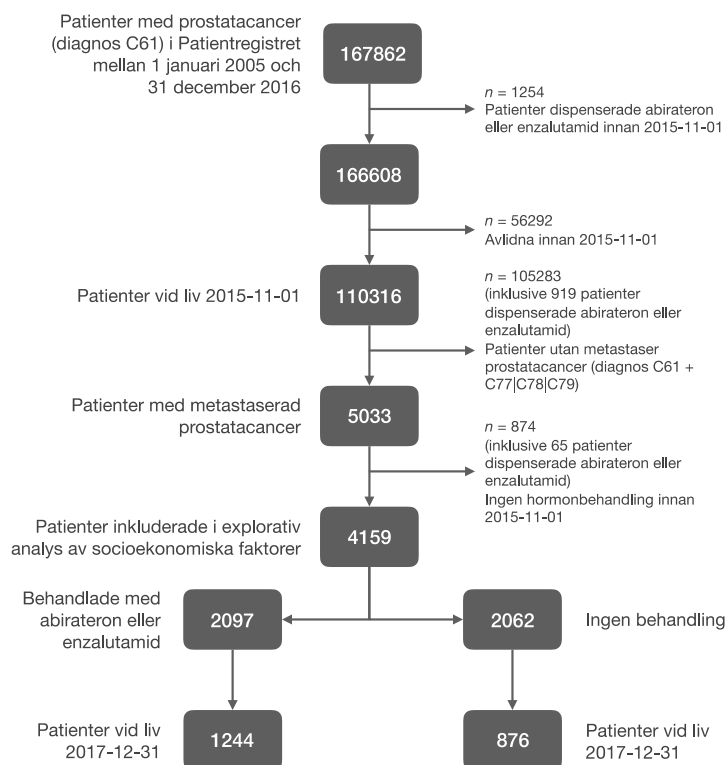 Patienter med prostatacancer
(diagnos C61) i Patientregistret
mellan 1 januari 2005 och
31 december 2016
167862
n = 1254
Patienter dispenserade abirateron
eller enzalutamid innan 2015-11-01
166608
n = 56292
Avlidna innan 2015-11-01
Patienter vid liv 2015-11-01
110316
n = 105283
(inklusive 919 patienter
dispenserade abirateron eller
enzalutamid)
Patienter utan metastaser
prostatacancer (diagnos C61 +
C77|C78|C79)
Patienter med metastaserad
prostatacancer
5033
n = 874
(inklusive 65 patienter
dispenserade abirateron eller
enzalutamid)
Ingen hormonbehandling innan
2015-11-01
Patienter inkluderade i explorativ
analys av socioekonomiska faktorer
4159
Behandlade med
abirateron eller
enzalutamid
2097
2062
Ingen behandling
Patienter vid liv
2017-12-31
1244
876
Patienter vid liv
2017-12-31